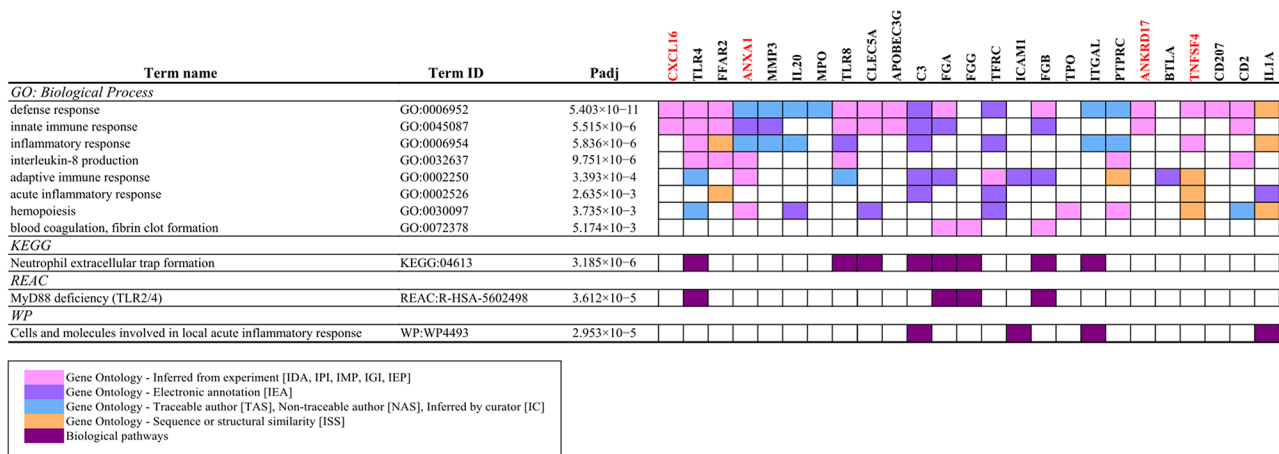 Term name Term ID Padj CXCL16 TLR4 FFAR2 ANXA1 MMP3 IL20 MPO TLR8 CLEC5A APOBEC3G C3 FGA FGG TFRC ICAM1 FGB TPO ITGAL PTPRC ANKRD17 BTLA TNFSF4 CD207 CD2 IL1A
GO: Biological Process
defense response GO:0006952 5.403×10−11
innate immune response GO:0045087 5.515×10−6
inflammatory response GO:0006954 5.836×10−6
interleukin-8 production GO:0032637 9.751×10−6
adaptive immune response GO:0002250 3.393×10−4
acute inflammatory response GO:0002526 2.635×10−3
hemopoiesis GO:0030097 3.735×10−3
blood coagulation, fibrin clot formation GO:0072378 5.174×10−3
KEGG
Neutrophil extracellular trap formation KEGG:04613 3.185×10−6
REAC
MyD88 deficiency (TLR2/4) REAC:R-HSA-5602498 3.612×10−5
WP
Cells and molecules involved in local acute inflammatory response WP:WP4493 2.953×10−5
Gene Ontology - Inferred from experiment [IDA, IPI, IMP, IGI, IEP]
Gene Ontology - Electronic annotation [IEA]
Gene Ontology - Traceable author [TAS], Non-traceable author [NAS], Inferred by curator [IC]
Gene Ontology - Sequence or structural similarity [ISS]
Biological pathways